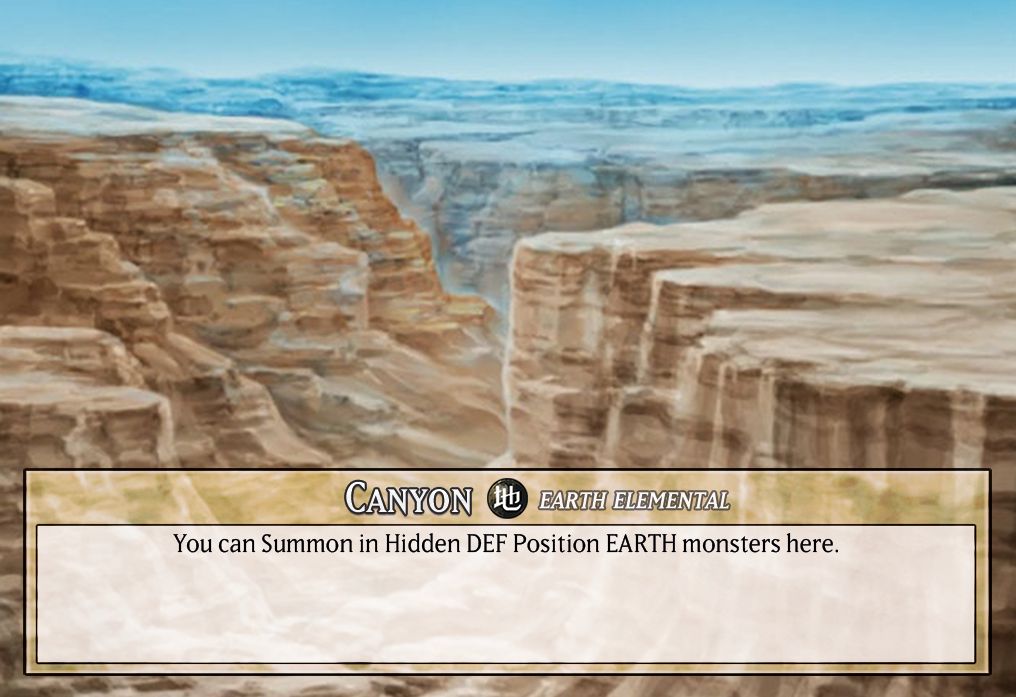 CANYON 地 EARTH ELEMENTAL
You can Summon in Hidden DEF Position EARTH monsters here.